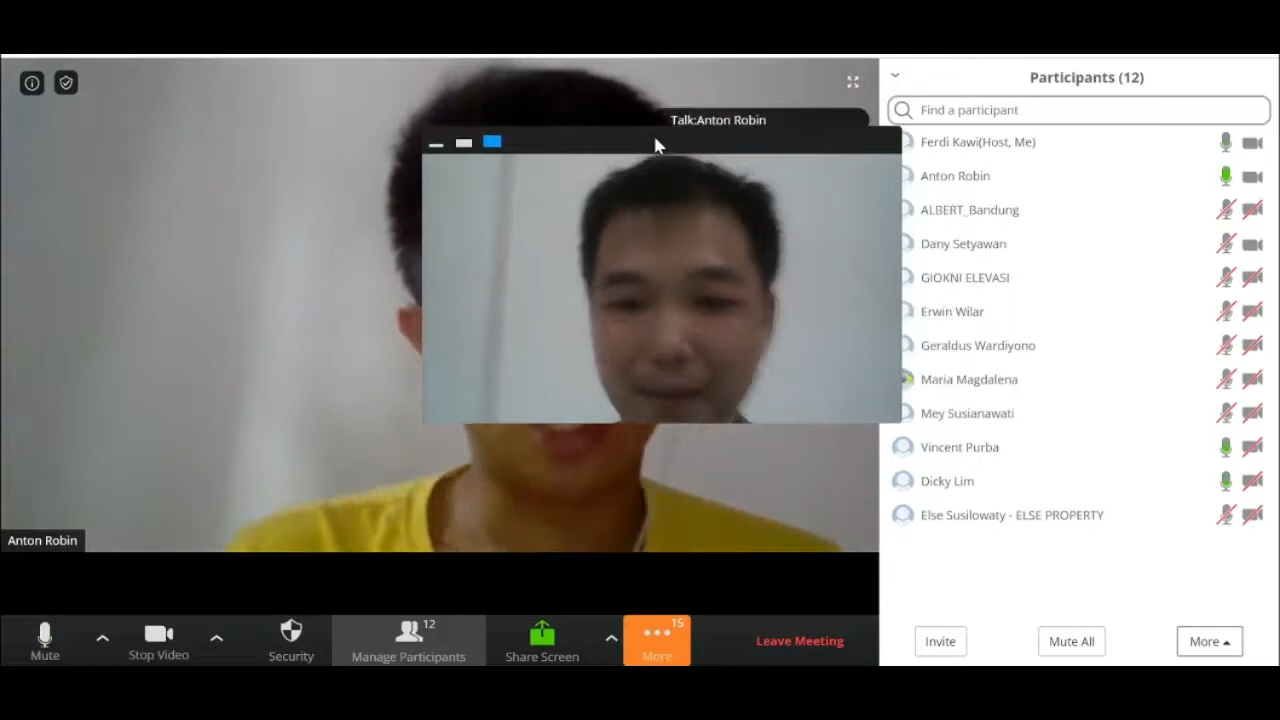 Talk:Anton Robin
Anton Robin
Mute
Stop Video
Security
12
Manage Participants
Share Screen
15
More
Leave Meeting
Participants (12)
Find a participant
Ferdi Kawi(Host, Me)
Anton Robin
ALBERT_Bandung
Dany Setyawan
GIOKNI ELEVASI
Erwin Wilar
Geraldus Wardiyono
Maria Magdalena
Mey Susianawati
Vincent Purba
Dicky Lim
Else Susilowaty - ELSE PROPERTY
Invite
Mute All
More